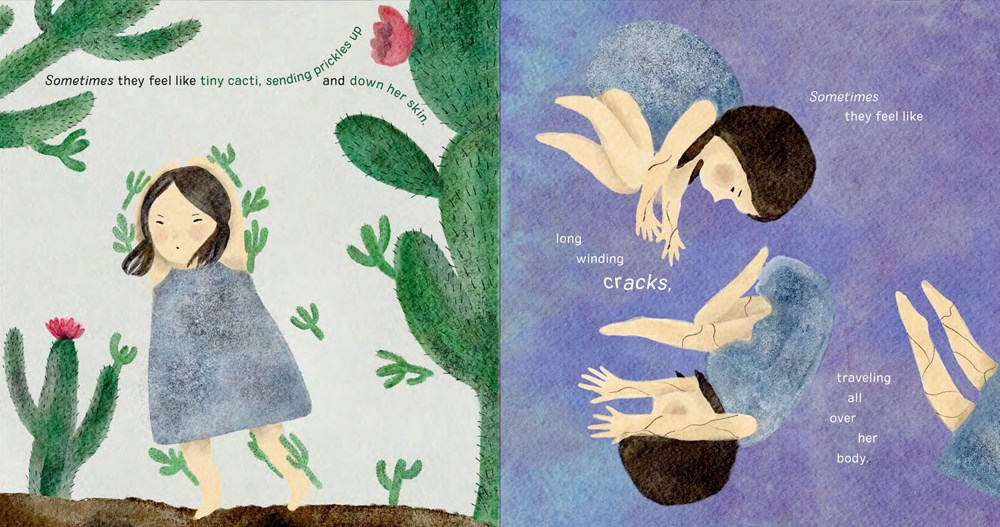 Sometimes they feel like tiny cacti, sending prickles up and down her skin.
Sometimes
they feel like
long
winding
cracks,
traveling
all
over
her
body.